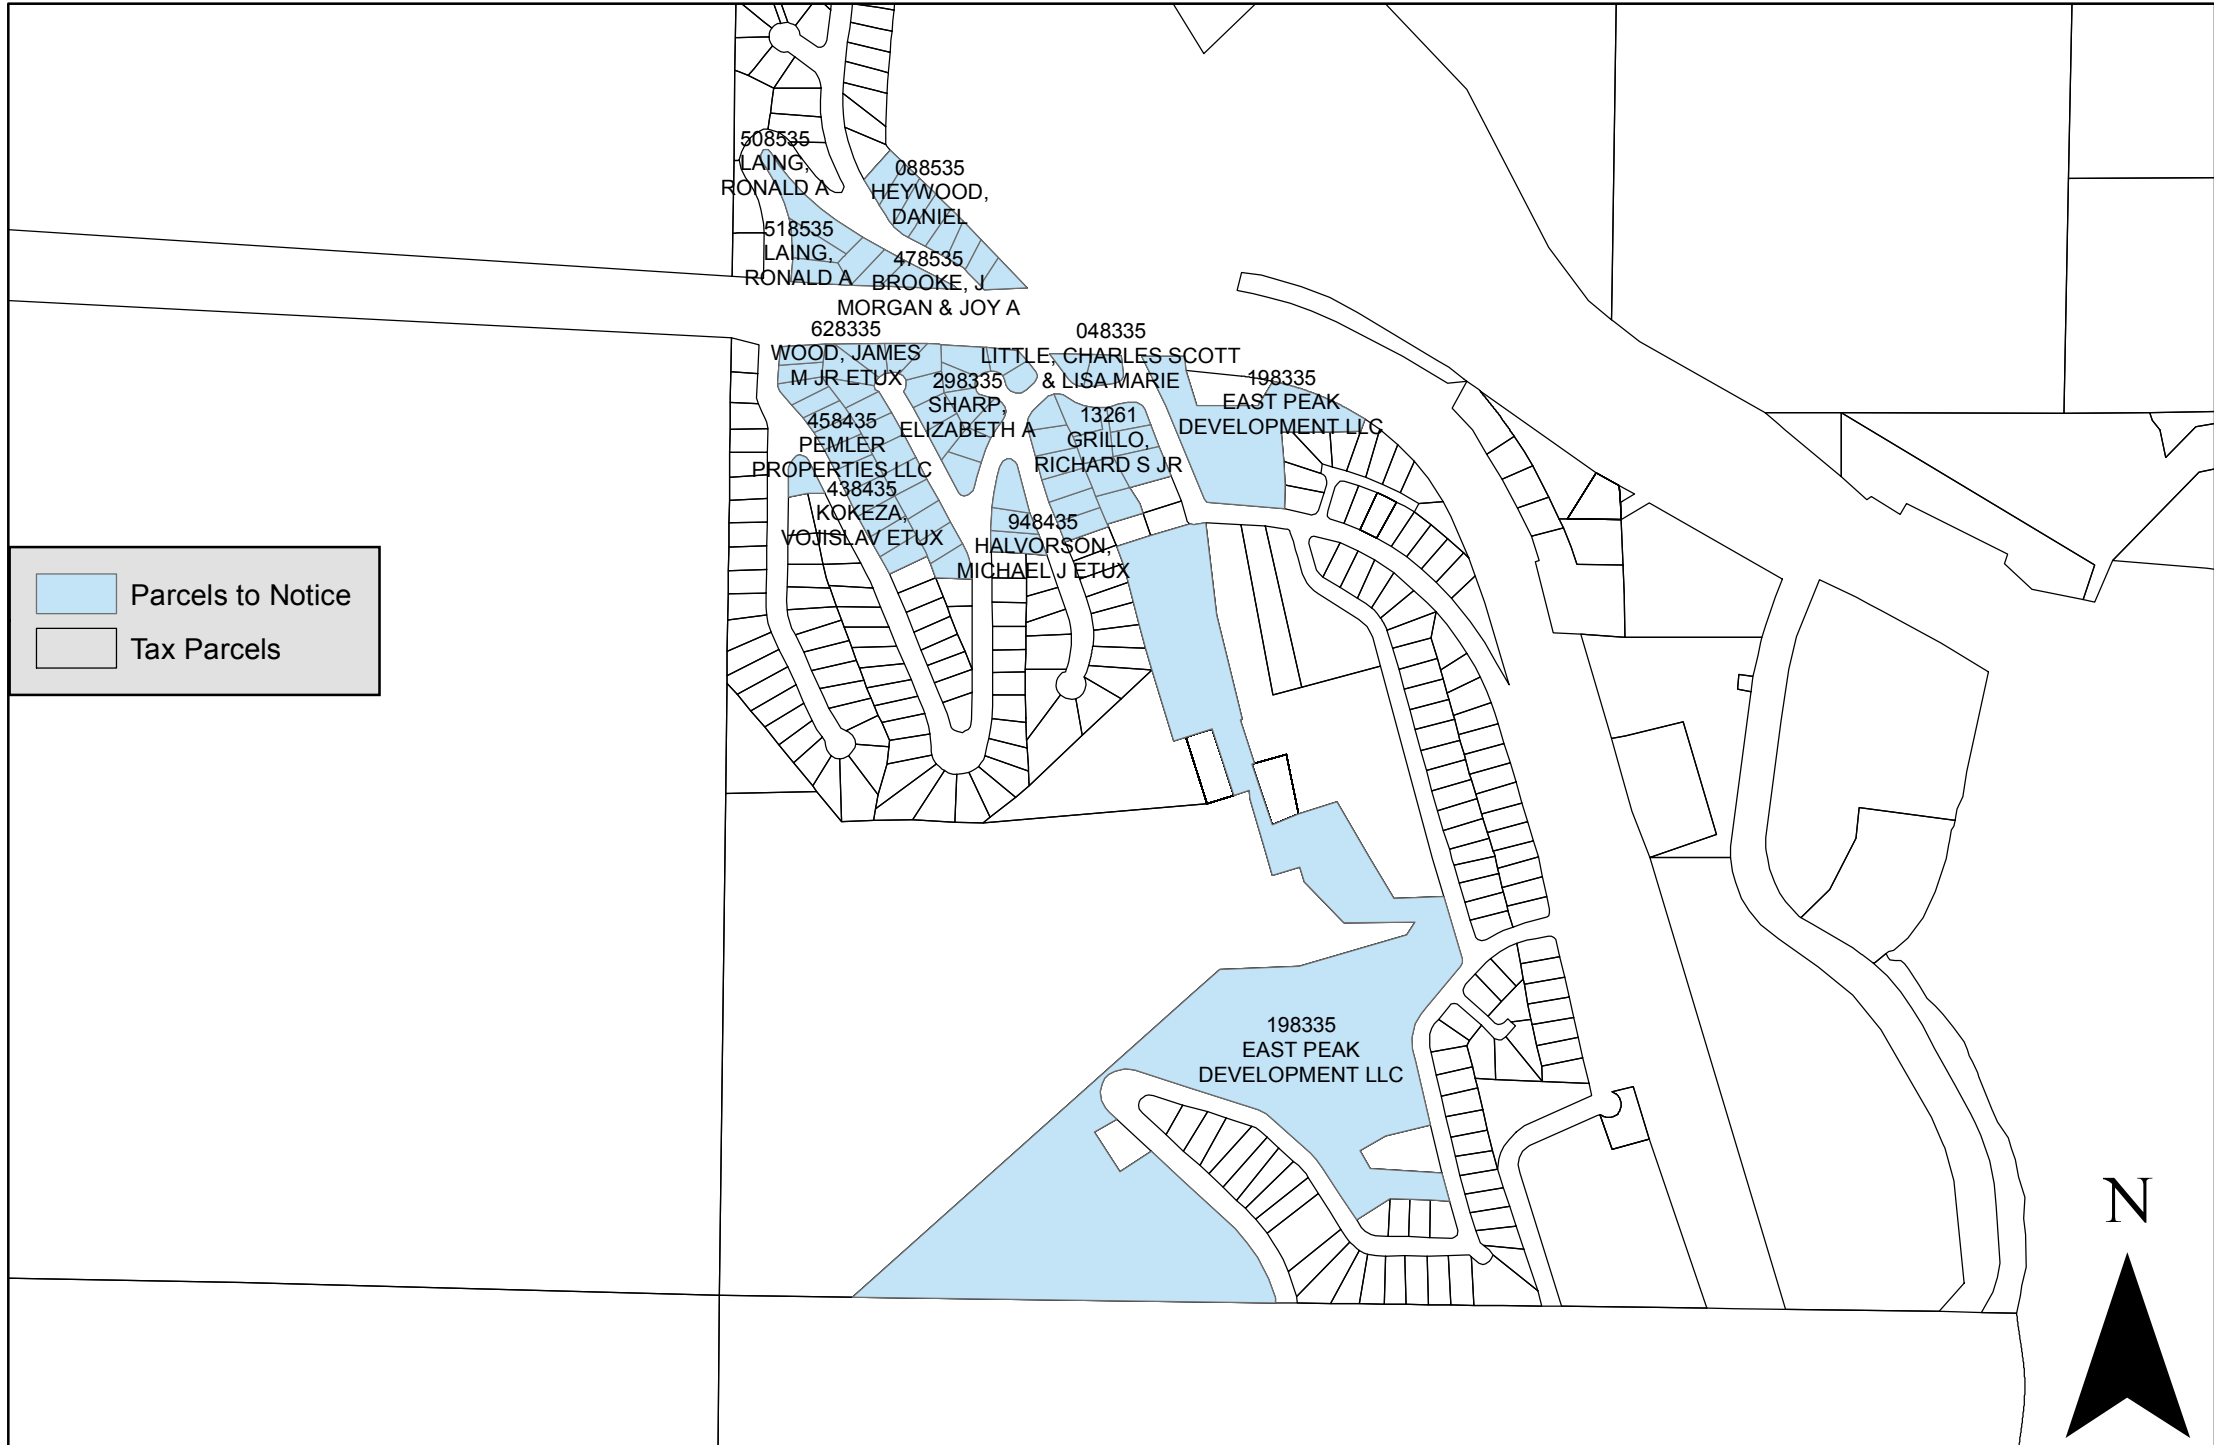 508535
LAING,
RONALD A
088535
HEYWOOD,
DANIEL
518535
LAING,
RONALD A
478535
BROOKE, J
MORGAN & JOY A
628335
WOOD, JAMES
M JR ETUX
048335
LITTLE, CHARLES SCOTT
& LISA MARIE
298335
SHARP,
ELIZABETH A
198335
EAST PEAK
DEVELOPMENT LLC
13261
GRILLO,
RICHARD S JR
458435
PEMLER
PROPERTIES LLC
438435
KOKEZA,
VOJISLAV ETUX
948435
HALVORSON,
MICHAEL J ETUX
Parcels to Notice
Tax Parcels
198335
EAST PEAK
DEVELOPMENT LLC
N